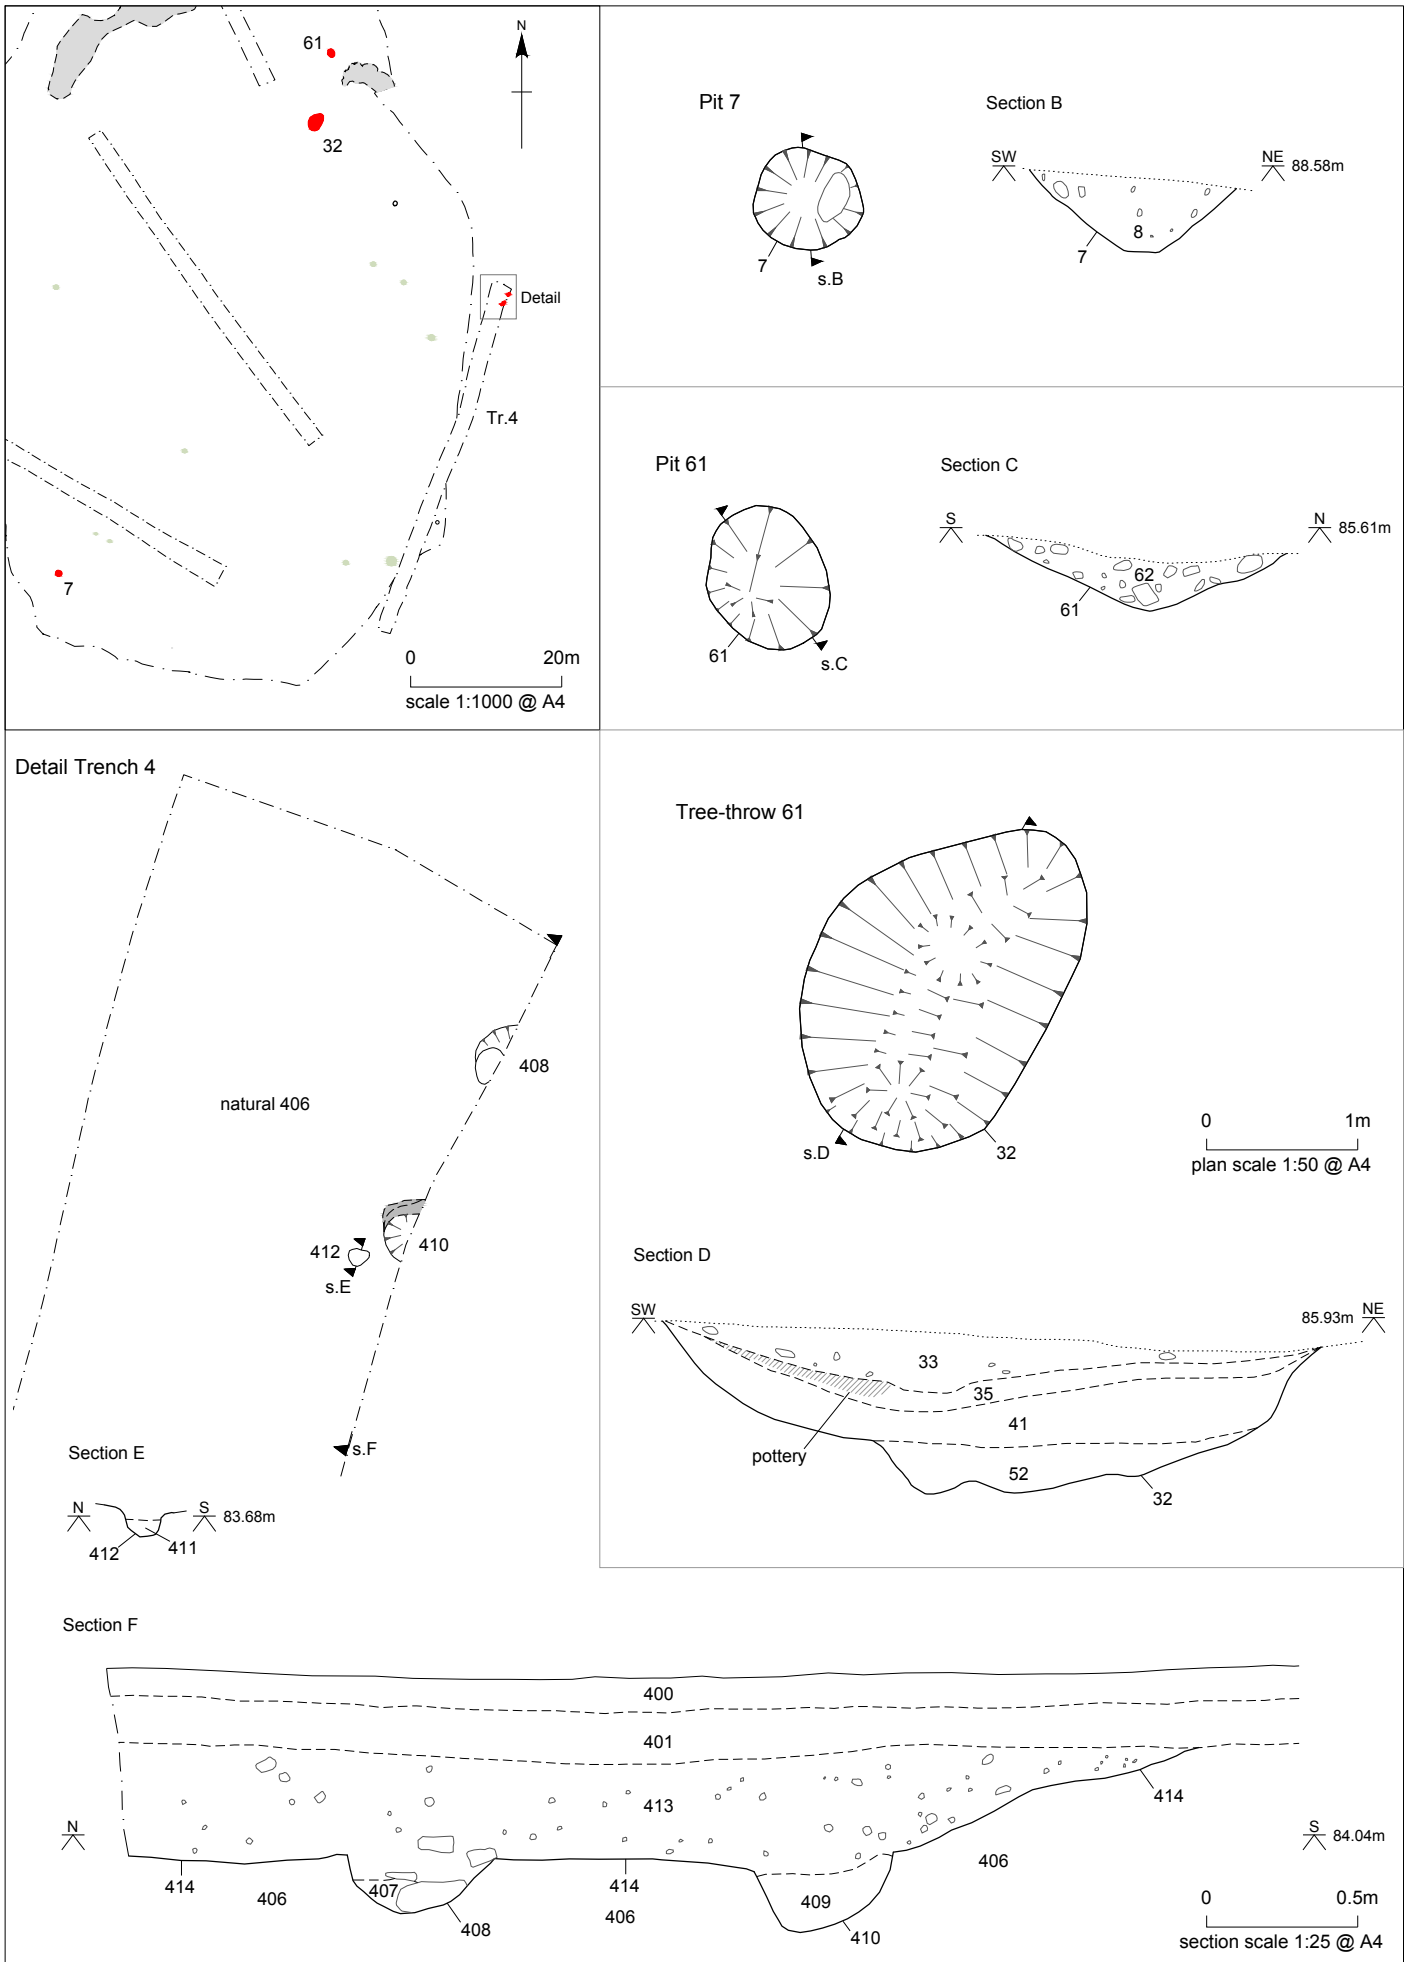 N
61
32
Detail
Tr.4
7
0 20m
scale 1:1000 @ A4
Pit 7
Section B
SW
NE
88.58m
8
7
7
s.B
Pit 61
Section C
S
N
85.61m
62
61
61
s.C
Detail Trench 4
408
natural 406
410
412
s.E
s.F
Section E
N
S
83.68m
412
411
Tree-throw 61
s.D
32
0 1m
plan scale 1:50 @ A4
Section D
SW
85.93m
NE
33
35
41
pottery
52
32
Section F
400
401
413
414
N
S
84.04m
414
406
407
408
414
406
409
410
406
0 0.5m
section scale 1:25 @ A4